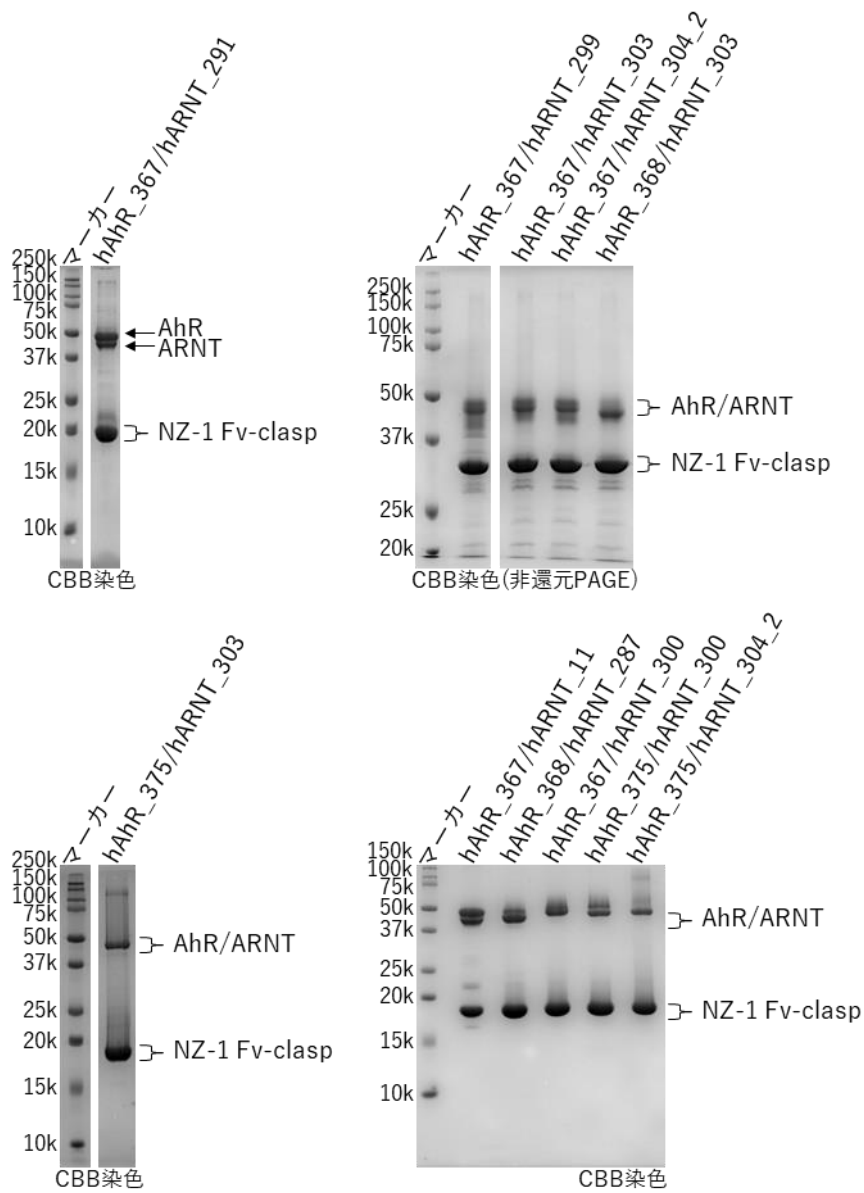 マーカー
hAhR_367/hARNT_291
250k
150k
100k
75k
50k
37k
25k
20k
15k
10k
AhR
ARNT
NZ-1 Fv-clasp
CBB染色
マーカー
hAhR_367/hARNT_299
hAhR_367/hARNT_303
hAhR_367/hARNT_304_2
hAhR_368/hARNT_303
250k
150k
100k
75k
50k
37k
25k
20k
AhR/ARNT
NZ-1 Fv-clasp
CBB染色(非還元PAGE)
マーカー
hAhR_375/hARNT_303
250k
150k
100k
75k
50k
37k
25k
20k
15k
10k
AhR/ARNT
NZ-1 Fv-clasp
CBB染色
マーカー
hAhR_367/hARNT_11
hAhR_368/hARNT_287
hAhR_367/hARNT_300
hAhR_375/hARNT_300
hAhR_375/hARNT_304_2
150k
100k
75k
50k
37k
25k
20k
15k
10k
AhR/ARNT
NZ-1 Fv-clasp
CBB染色